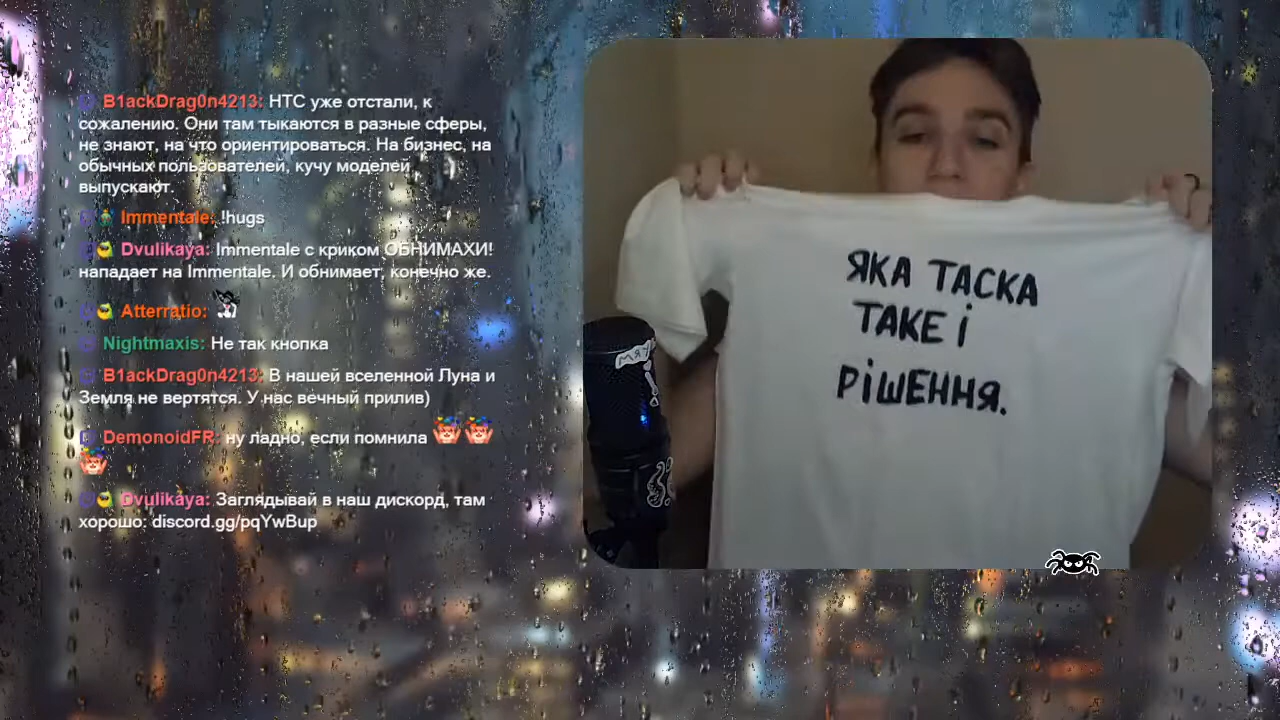 B1ackDrag0n4213: НТС уже отстали, к
сожалению. Они там тыкаются в разные сферы,
не знают, на что ориентироваться. На бизнес, на
обычных пользователей, кучу моделей
выпускают.
Immentale: !hugs
Dvulikaya: Immentale с криком ОБНИМАХИ!
нападает на Immentale. И обнимает, конечно же.
Atterratio:
Nightmaxis: Не так кнопка
B1ackDrag0n4213: В нашей вселенной Луна и
Земля не вертятся. У нас вечный прилив)
DemonoidFR: ну ладно, если помнила
Dvulikaya: Заглядывай в наш дискорд, там
хорошо: discord.gg/pqYwBup
ЯКА ТАСКА
ТАКЕ І
РІШЕННЯ.
МЯУ